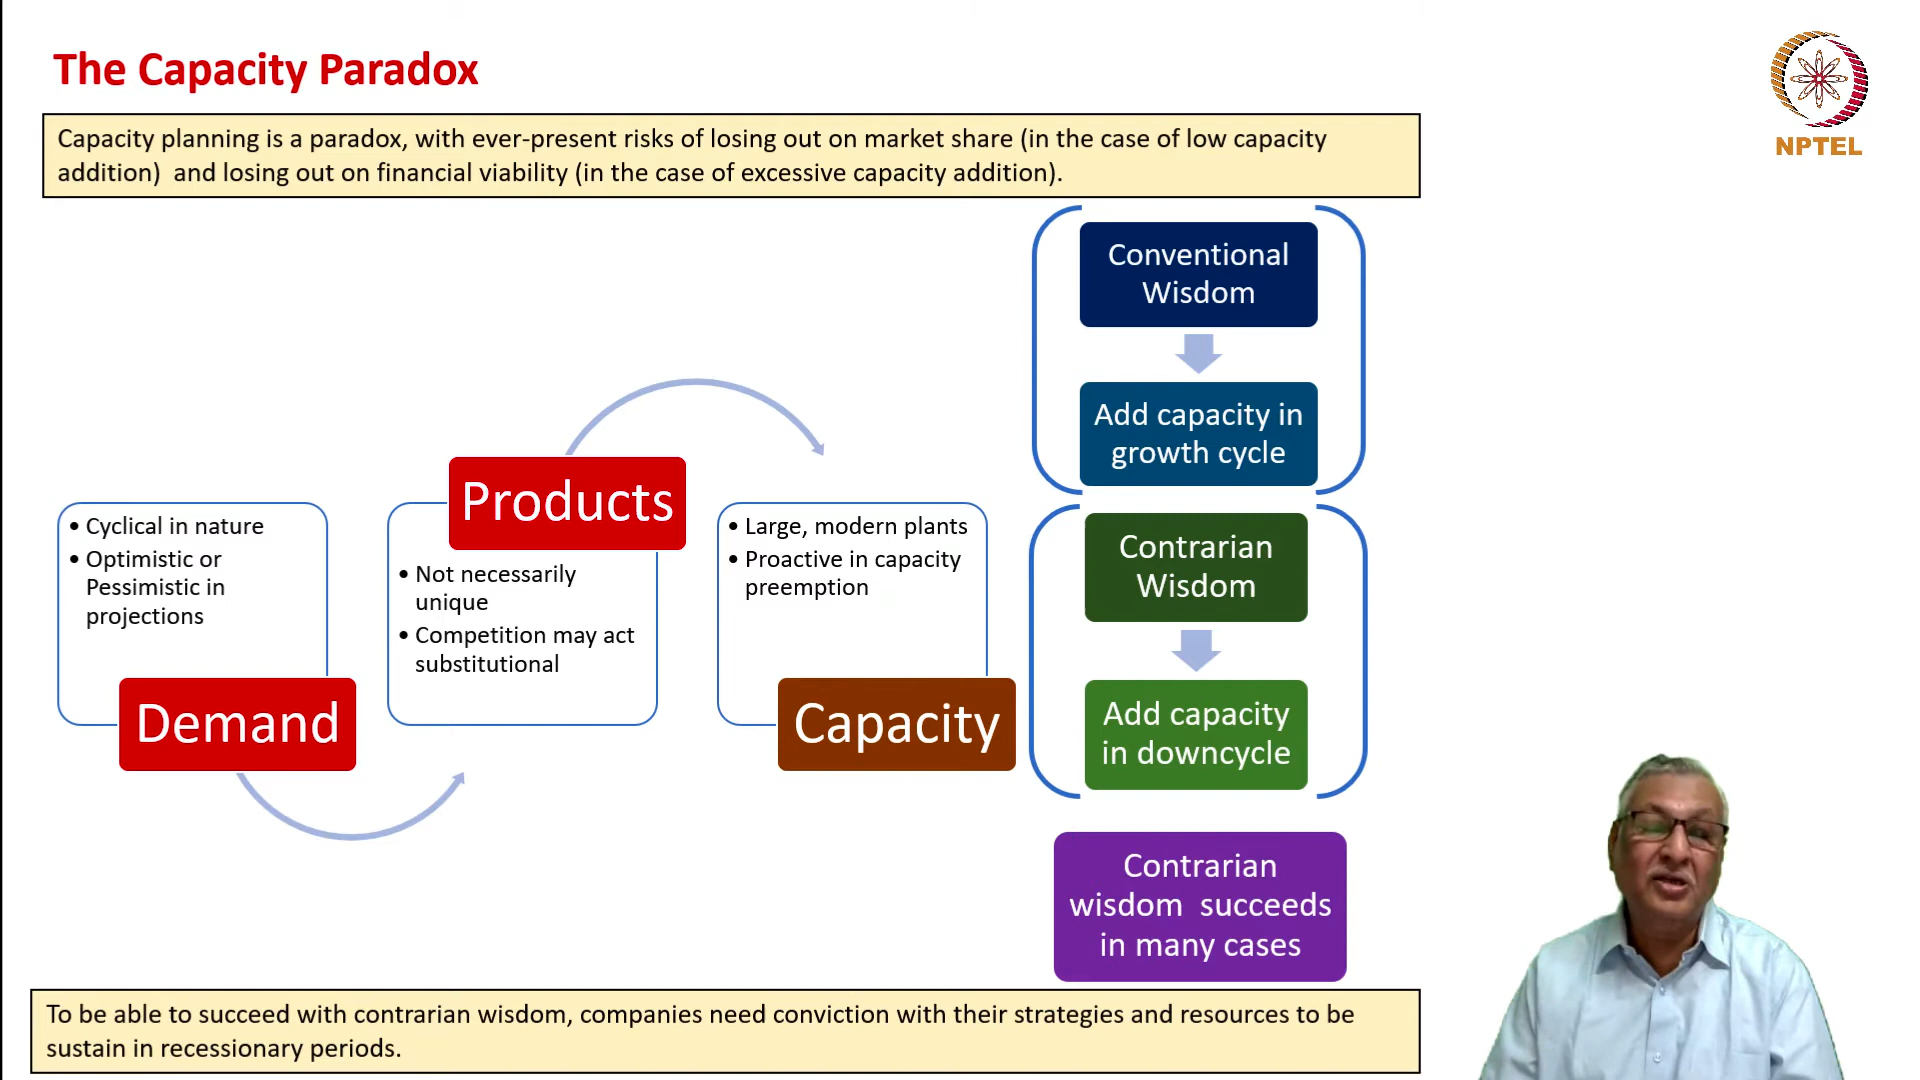 The Capacity Paradox
NPTEL
Capacity planning is a paradox, with ever-present risks of losing out on market share (in the case of low capacity
addition)  and losing out on financial viability (in the case of excessive capacity addition).
• Cyclical in nature
• Optimistic or
Pessimistic in
projections
Demand
Products
• Not necessarily
unique
• Competition may act
substitutional
• Large, modern plants
• Proactive in capacity
preemption
Capacity
Conventional
Wisdom
Add capacity in
growth cycle
Contrarian
Wisdom
Add capacity
in downcycle
Contrarian
wisdom  succeeds
in many cases
To be able to succeed with contrarian wisdom, companies need conviction with their strategies and resources to be
sustain in recessionary periods.